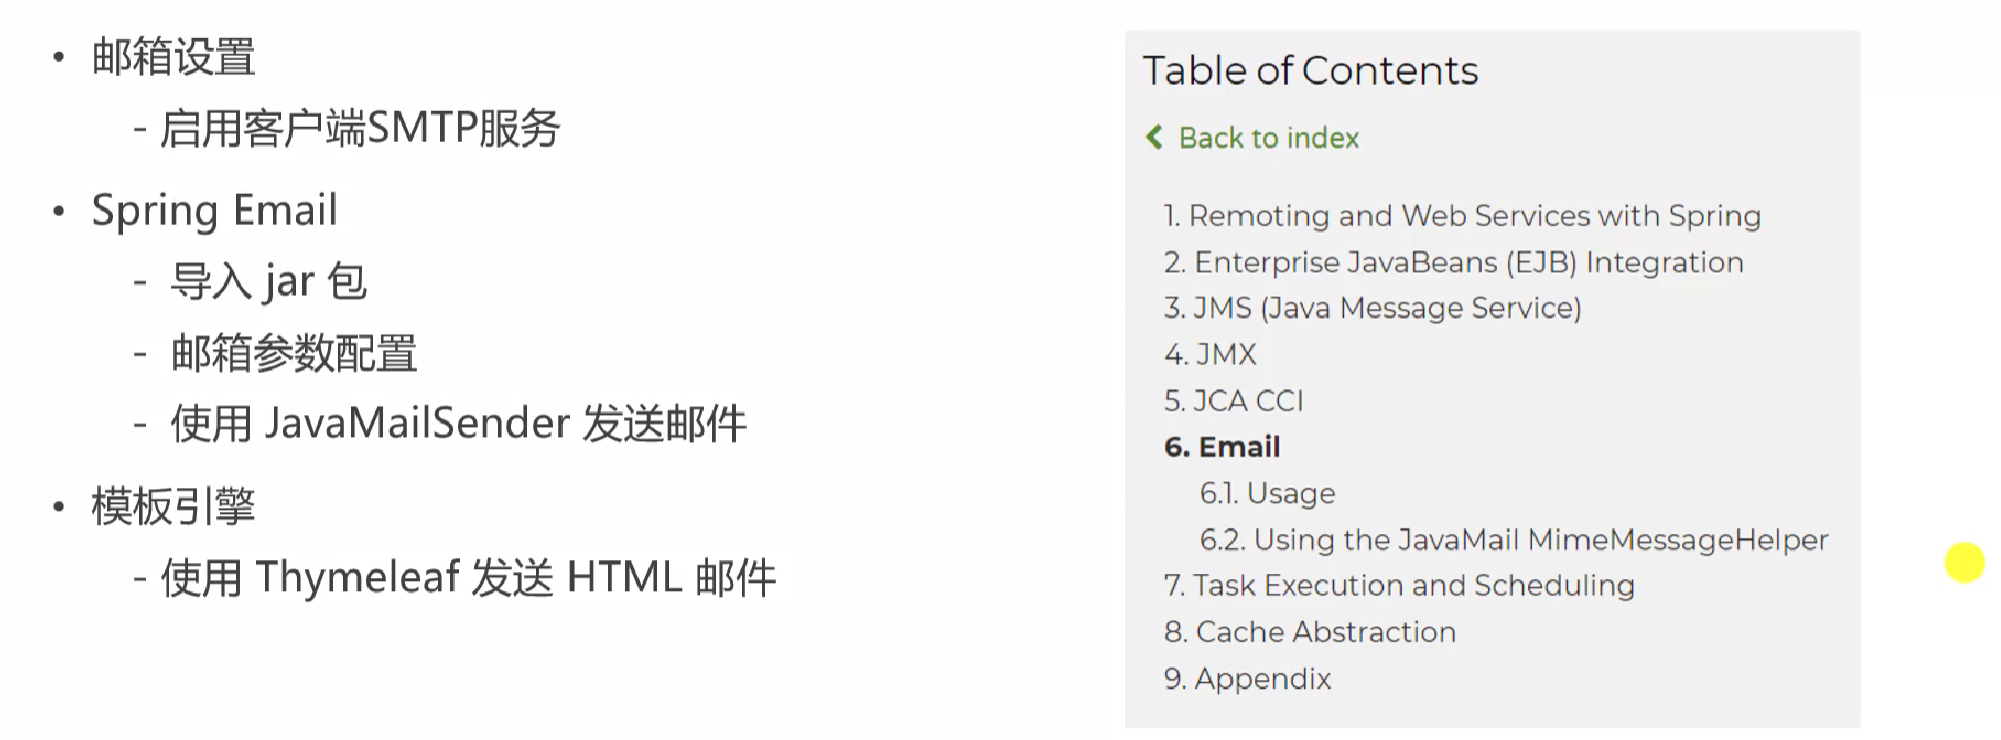 • 邮箱设置
- 启用客户端SMTP服务
• Spring Email
- 导入 jar 包
- 邮箱参数配置
- 使用 JavaMailSender 发送邮件
• 模板引擎
- 使用 Thymeleaf 发送 HTML 邮件
Table of Contents
Back to index
1. Remoting and Web Services with Spring
2. Enterprise JavaBeans (EJB) Integration
3. JMS (Java Message Service)
4. JMX
5. JCA CCI
6. Email
6.1. Usage
6.2. Using the JavaMail MimeMessageHelper
7. Task Execution and Scheduling
8. Cache Abstraction
9. Appendix